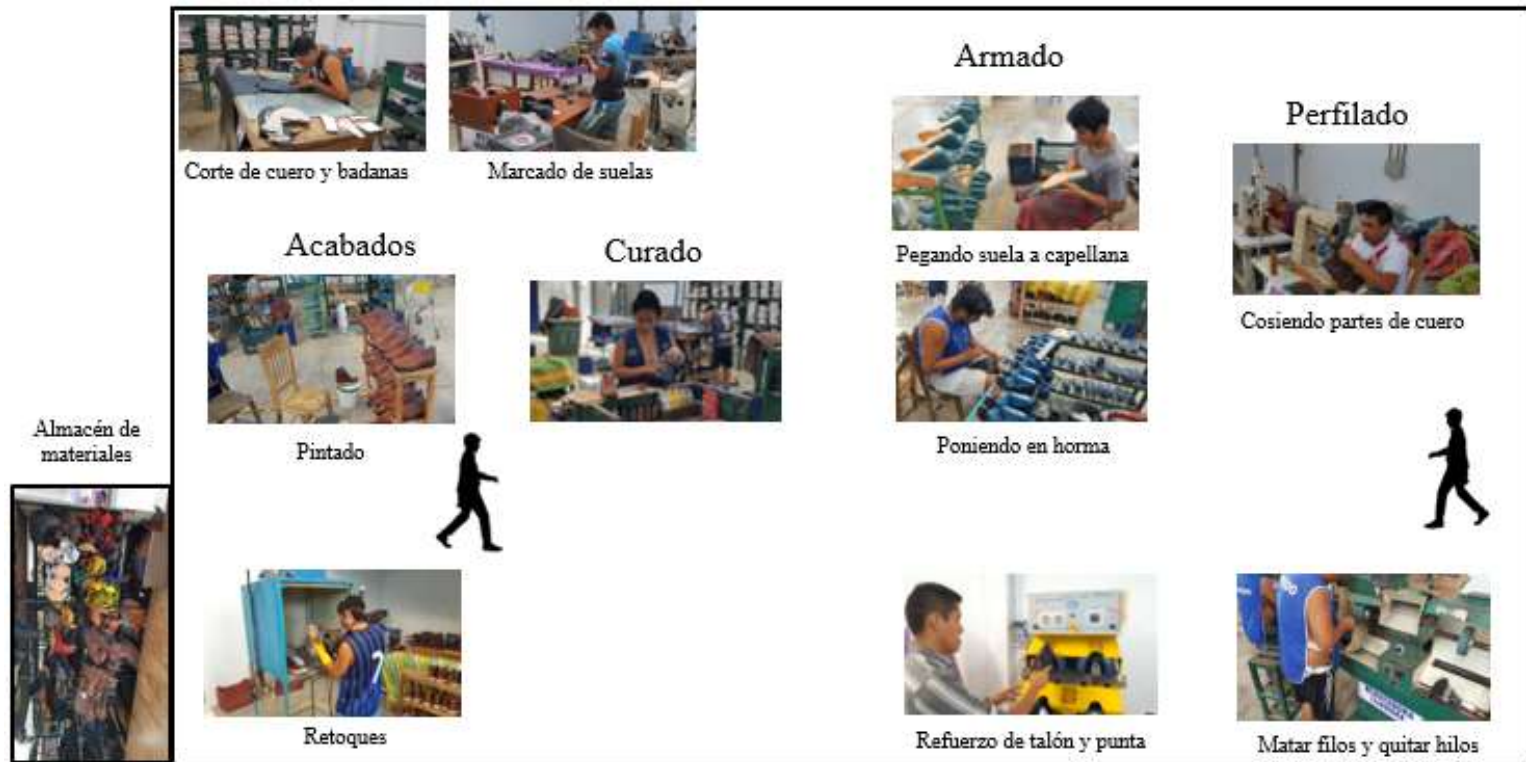 Corte de cuero y badanas
Marcado de suelas
Armado
Pegando suela a capellana
Poniendo en horma
Perfilado
Cosiendo partes de cuero
Acabados
Pintado
Curado
Almacén de
materiales
Retoques
7
Refuerzo de talón y punta
Matar filos y quitar hilos